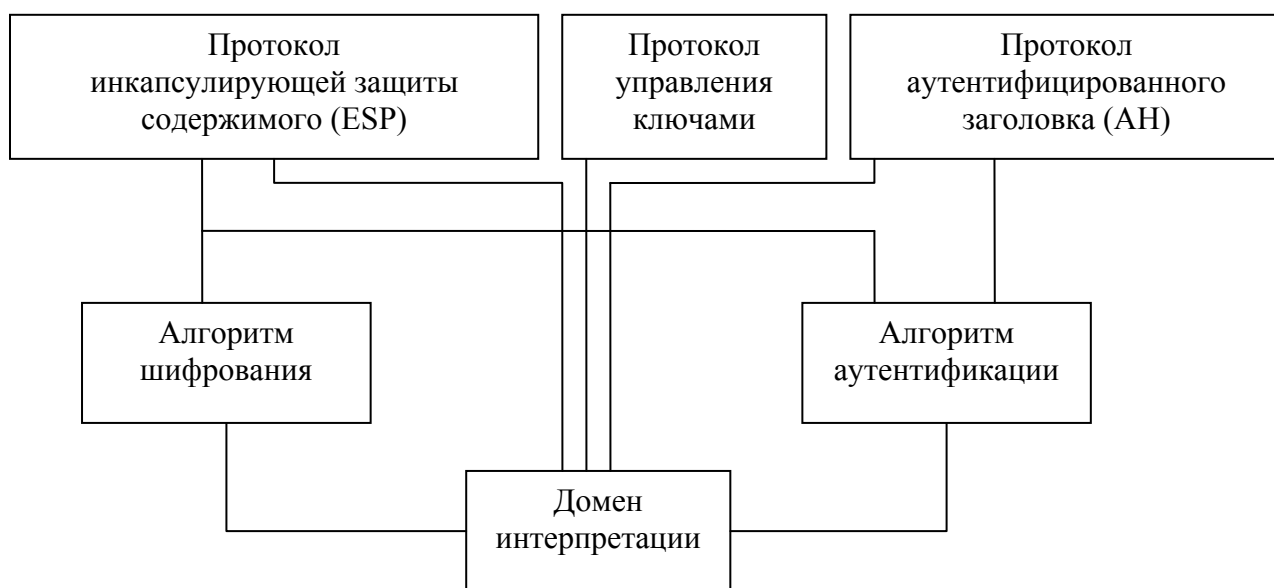 Протокол
инкапсулирующей защиты
содержимого (ESP)
Протокол
управления
ключами
Протокол
аутентифицированного
заголовка (AH)
Алгоритм
шифрования
Алгоритм
аутентификации
Домен
интерпретации